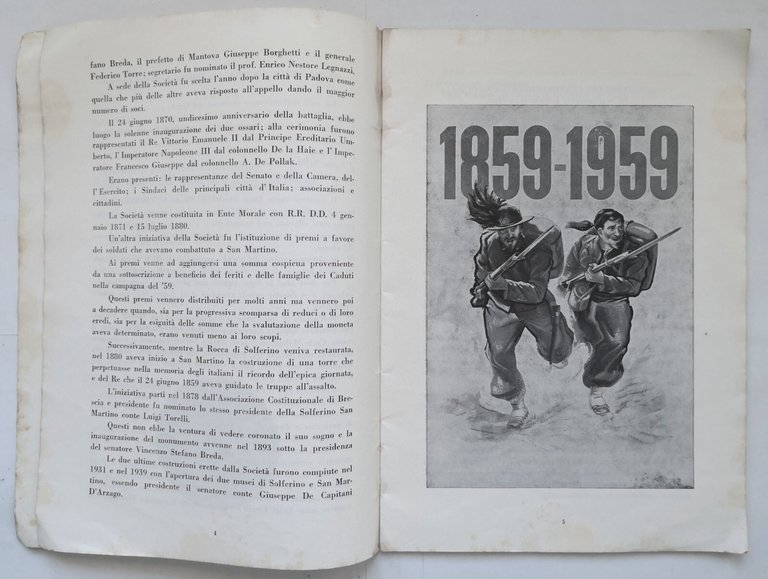 fano Breda, il prefetto di Mantova Giuseppe Borghetti e il generale
Federico Torre; segretario fu nominato il prof. Enrico Nestore Legnazzi.
A sede della Società fu scelta l'anno dopo la città di Padova come
quella che più delle altre aveva risposto all'appello dando il maggior
numero di soci.
Il 24 giugno 1870, undicesimo anniversario della battaglia, ebbe
luogo la solenne inaugurazione dei due ossari; alla cerimonia furono
rappresentati il Re Vittorio Emanuele II dal Principe Ereditario Um-
berto, l'Imperatore Napoleone III dal colonnello De la Haie e l'Impe-
ratore Francesco Giuseppe dal colonnello A. De Pollak.
Erano presenti: le rappresentanze del Senato e della Camera, del-
l'Esercito; i Sindaci delle principali città d'Italia; associazioni e
cittadini.
La Società venne costituita in Ente Morale con R.R. D.D. 4 gen-
naio 1871 e 15 luglio 1880.
Un'altra iniziativa della Società fu l'istituzione di premi a favore
dei soldati che avevano combattuto a San Martino.
Ai premi venne ad aggiungersi una somma cospicua proveniente
da una sottoscrizione a beneficio dei feriti e delle famiglie dei Caduti
nella campagna del '59.
Questi premi vennero distribuiti per molti anni ma vennero poi
a decadere quando, sia per la progressiva scomparsa di reduci o di loro
eredi, sia per la esiguità delle somme che la svalutazione della moneta
aveva determinato, erano venuti meno ai loro scopi.
Successivamente, mentre la Rocca di Solferino veniva restaurata,
nel 1880 aveva inizio a San Martino la costruzione di una torre che
perpetuasse nella memoria degli italiani il ricordo dell'epica giornata,
e del Re che il 24 giugno 1859 aveva guidato le truppe all'assalto.
L'iniziativa partì nel 1878 dall'Associazione Costituzionale di Bre-
scia e presidente fu nominato lo stesso presidente della Solferino San
Martino conte Luigi Torelli.
Questi non ebbe la ventura di vedere coronato il suo sogno e la
inaugurazione del monumento avvenne nel 1893 sotto la presidenza
del senatore Vincenzo Stefano Breda.
Le due ultime costruzioni erette dalla Società furono compiute nel
1931 e nel 1939 con l'apertura dei due musei di Solferino e San Mar-
tino, essendo presidente il senatore conte Giuseppe De Capitani
D'Arzago.
4
1859-1959
5